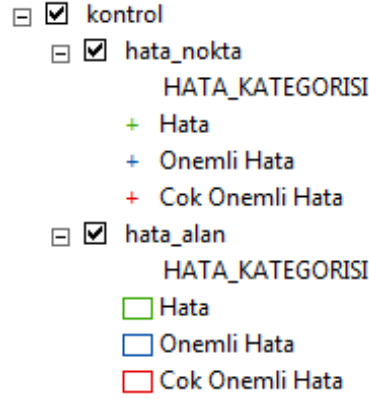 kontrol
hata_nokta
HATA_KATEGORISI
Hata
Onemli Hata
Cok Onemli Hata
hata_alan
HATA_KATEGORISI
Hata
Onemli Hata
Cok Onemli Hata